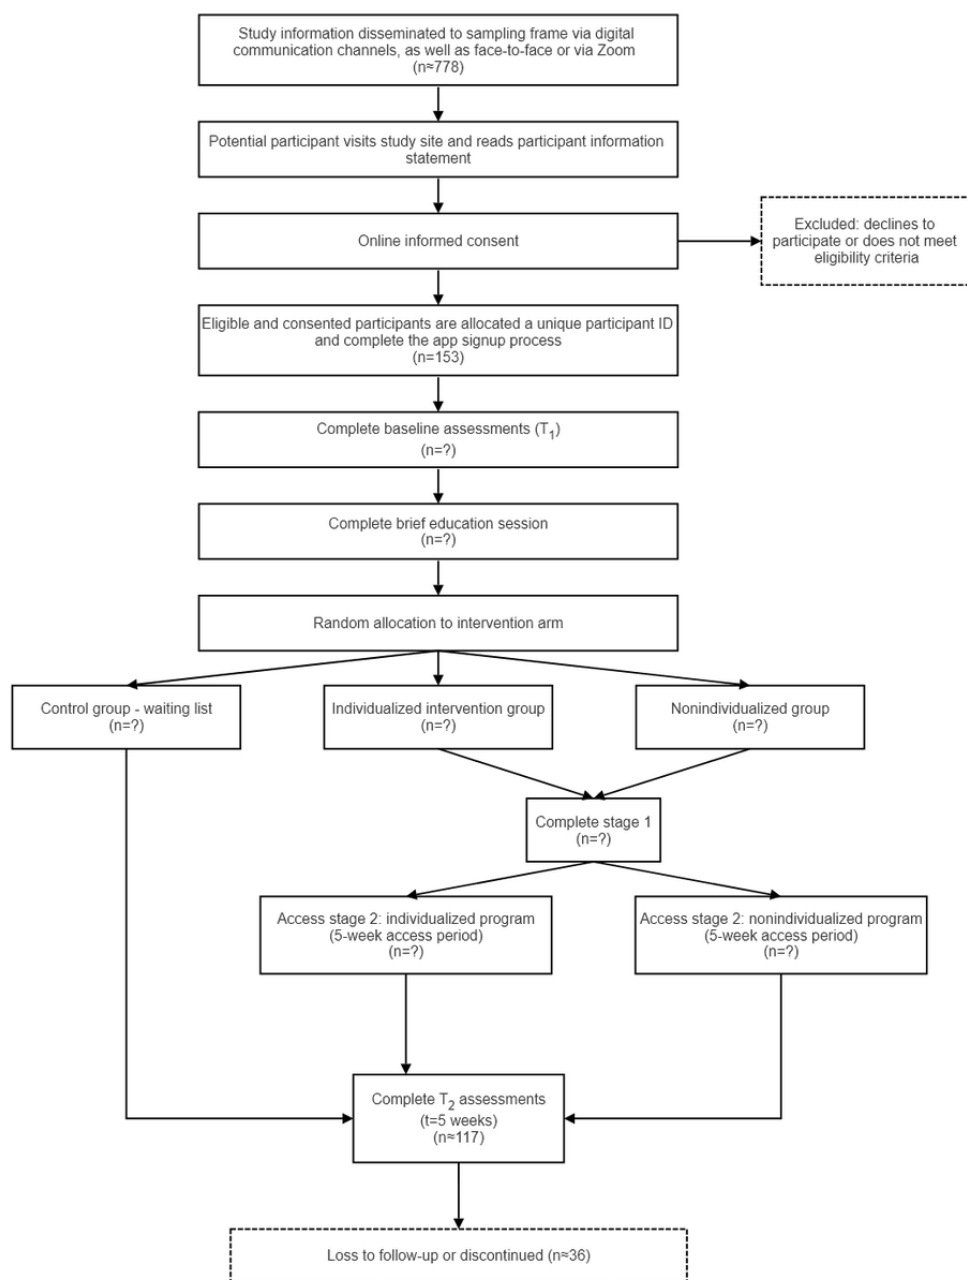 Study information disseminated to sampling frame via digital
communication channels, as well as face-to-face or via Zoom
(n≈778)
Potential participant visits study site and reads participant information
statement
Online informed consent
Excluded: declines to
participate or does not meet
eligibility criteria
Eligible and consented participants are allocated a unique participant ID
and complete the app signup process
(n=153)
Complete baseline assessments (T₁)
(n=?)
Complete brief education session
(n=?)
Random allocation to intervention arm
Control group - waiting list
(n=?)
Individualized intervention group
(n=?)
Nonindividualized group
(n=?)
Complete stage 1
(n=?)
Access stage 2: individualized program
(5-week access period)
(n=?)
Access stage 2: nonindividualized program
(5-week access period)
(n=?)
Complete T₂ assessments
(t=5 weeks)
(n≈117)
Loss to follow-up or discontinued (n≈36)